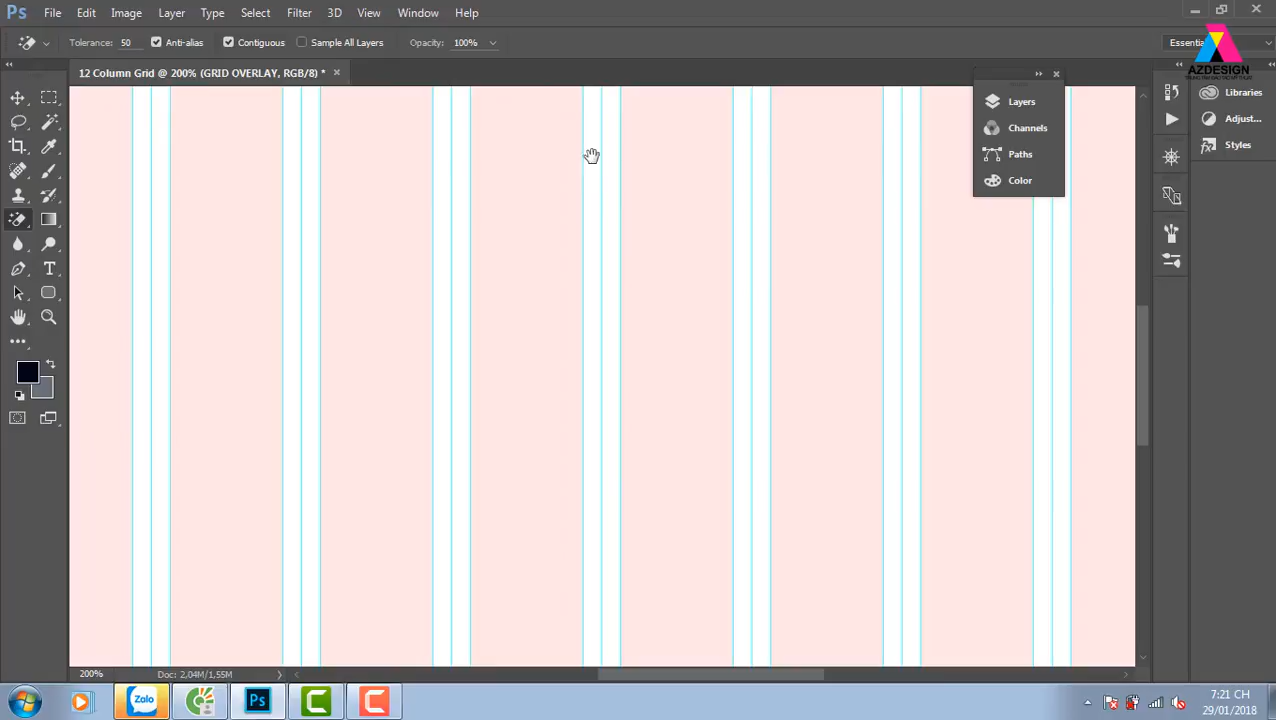 Ps File Edit Image Layer Type Select Filter 3D View Window Help
Tolerance: 50 Anti-alias Contiguous Sample All Layers Opacity: 100% Essentia
AZDESIGN
12 Column Grid @ 200% (GRID OVERLAY, RGB/8) *
Layers
Channels
Paths
Color
Libraries
Adjust...
Styles
200% Doc: 2,04M/1,55M
Zalo Ps
7:21 CH
29/01/2018